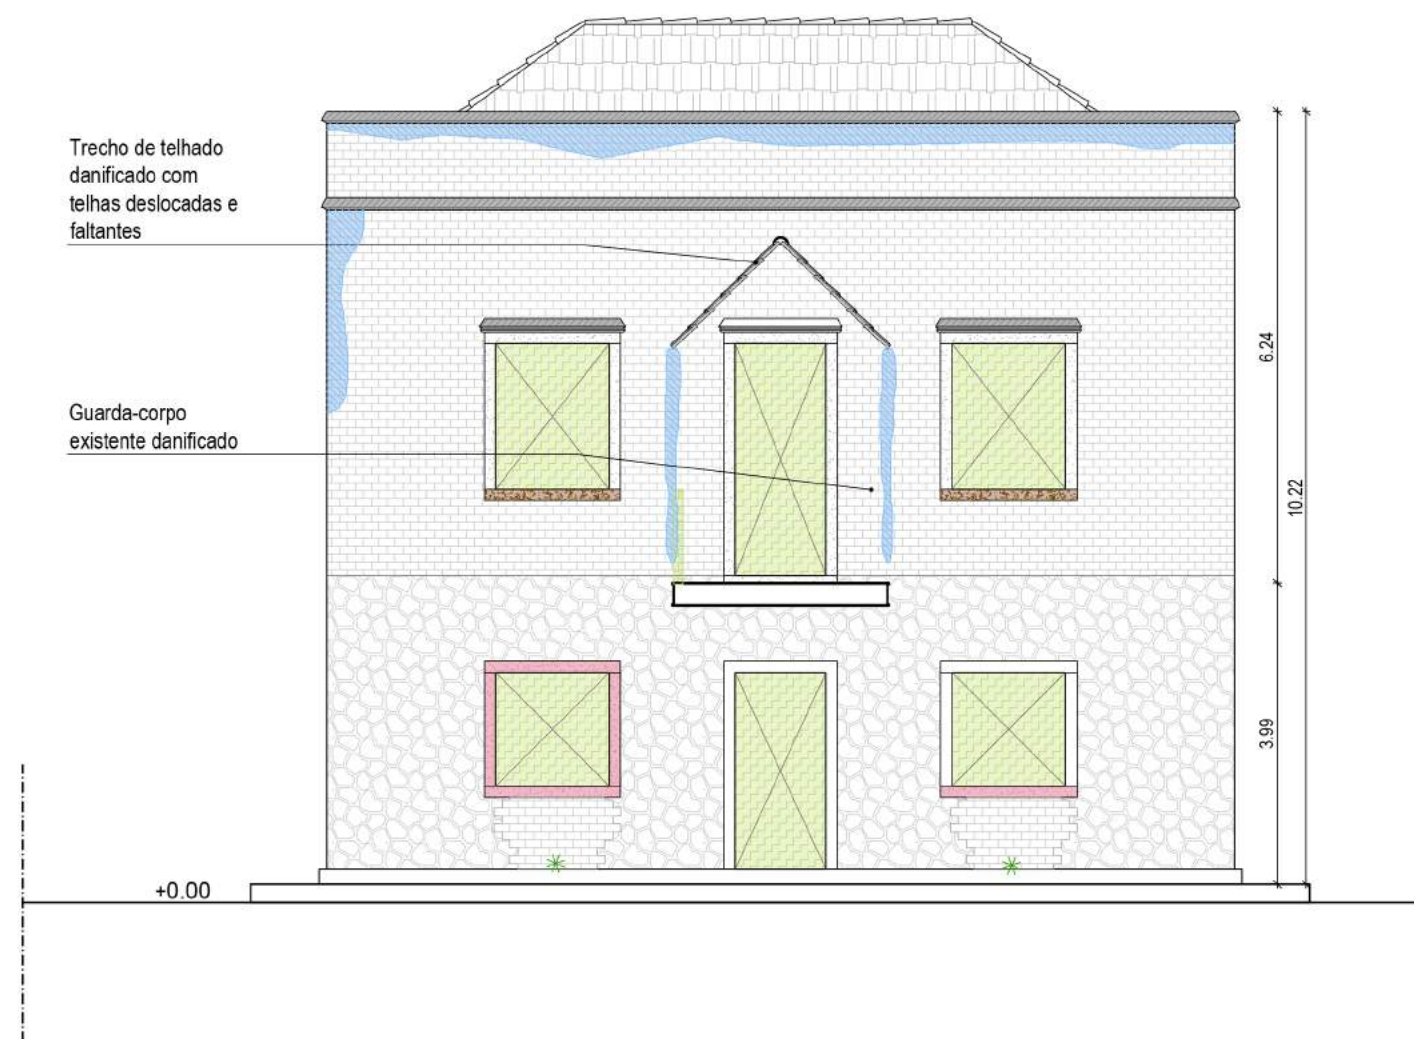 Trecho de telhado
danificado com
telhas deslocadas e
faltantes
Guarda-corpo
existente danificado
6.24
10.22
3.99
+0.00